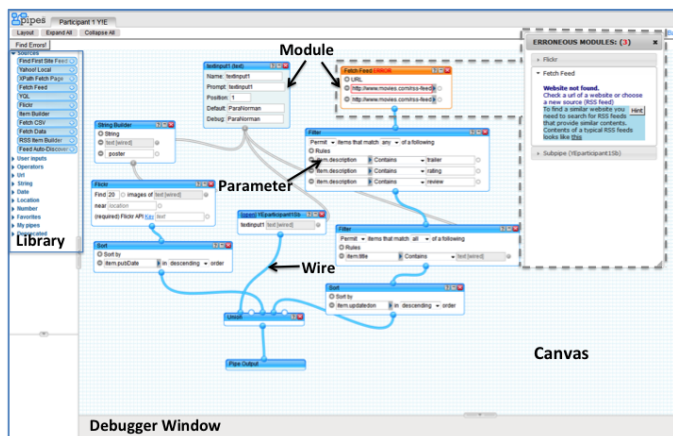 pipes
Participant 1 Y!E
Layout Expand All Collapse All
Find Errors!
Sources
Find First Site Feed
Yahoo! Local
XPath Fetch Page
Fetch Feed
YQL
Flickr
Item Builder
Fetch CSV
Fetch Data
RSS Item Builder
Feed Auto-Discover
User inputs
Operators
Url
String
Date
Location
Number
Favorites
My pipes
Deprecated
Library
textinput1 (text)
Name: textinput1
Prompt: textinput1
Position: 1
Default: ParaNorman
Debug: ParaNorman
Module
Fetch Feed ERROR
URL
http://www.movies.com/rss-feed
http://www.movies.com/rss-feed
ERRONEOUS MODULES: (3)
Flickr
Fetch Feed
Website not found.
Check a url of a website or choose
a new source (RSS feed)
To find a similar website you
need to search for RSS feeds
that provide similar contents.
Contents of a typical RSS feeds
look like this
Hint
Subpipe (YEparticipant1Sb)
String Builder
String
text [wired]
poster
Filter
Permit items that match any of a following
Rules
item.description Contains trailer
item.description Contains rating
item.description Contains review
Parameter
Flickr
Find 20 images of text [wired]
near location
(required) Flickr API Key text
[open] YEparticipant1Sb
textinput1 text [wired]
Filter
Permit items that match all of a following
Rules
item.title Contains text [wired]
Sort
Sort by
item.pubDate in descending order
Wire
Sort
Sort by
item.updatedon in descending order
Union
Pipe Output
Canvas
Debugger Window